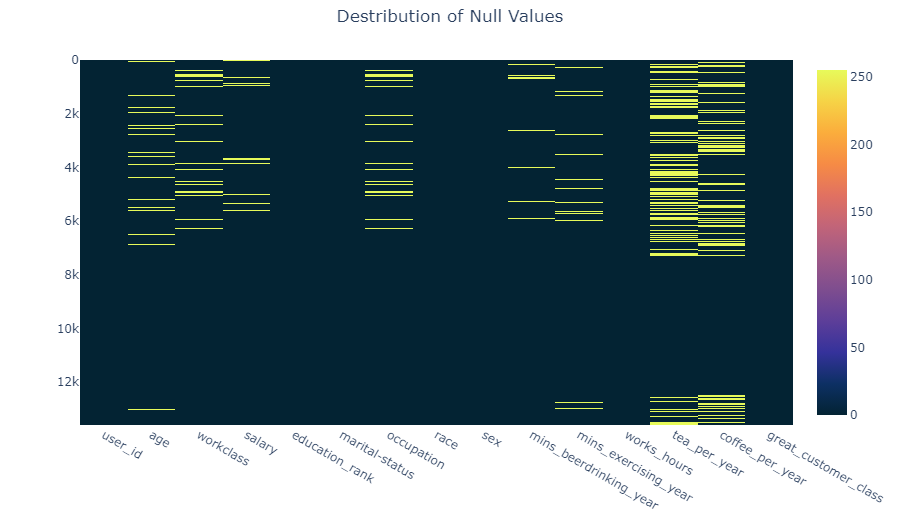 Destribution of Null Values
0
2k
4k
6k
8k
10k
12k
250
200
150
100
50
0
user_id
age
workclass
salary
education_rank
marital-status
occupation
race
sex
mins_beerdrinking_year
mins_exercising_year
works_hours
tea_per_year
coffee_per_year
great_customer_class